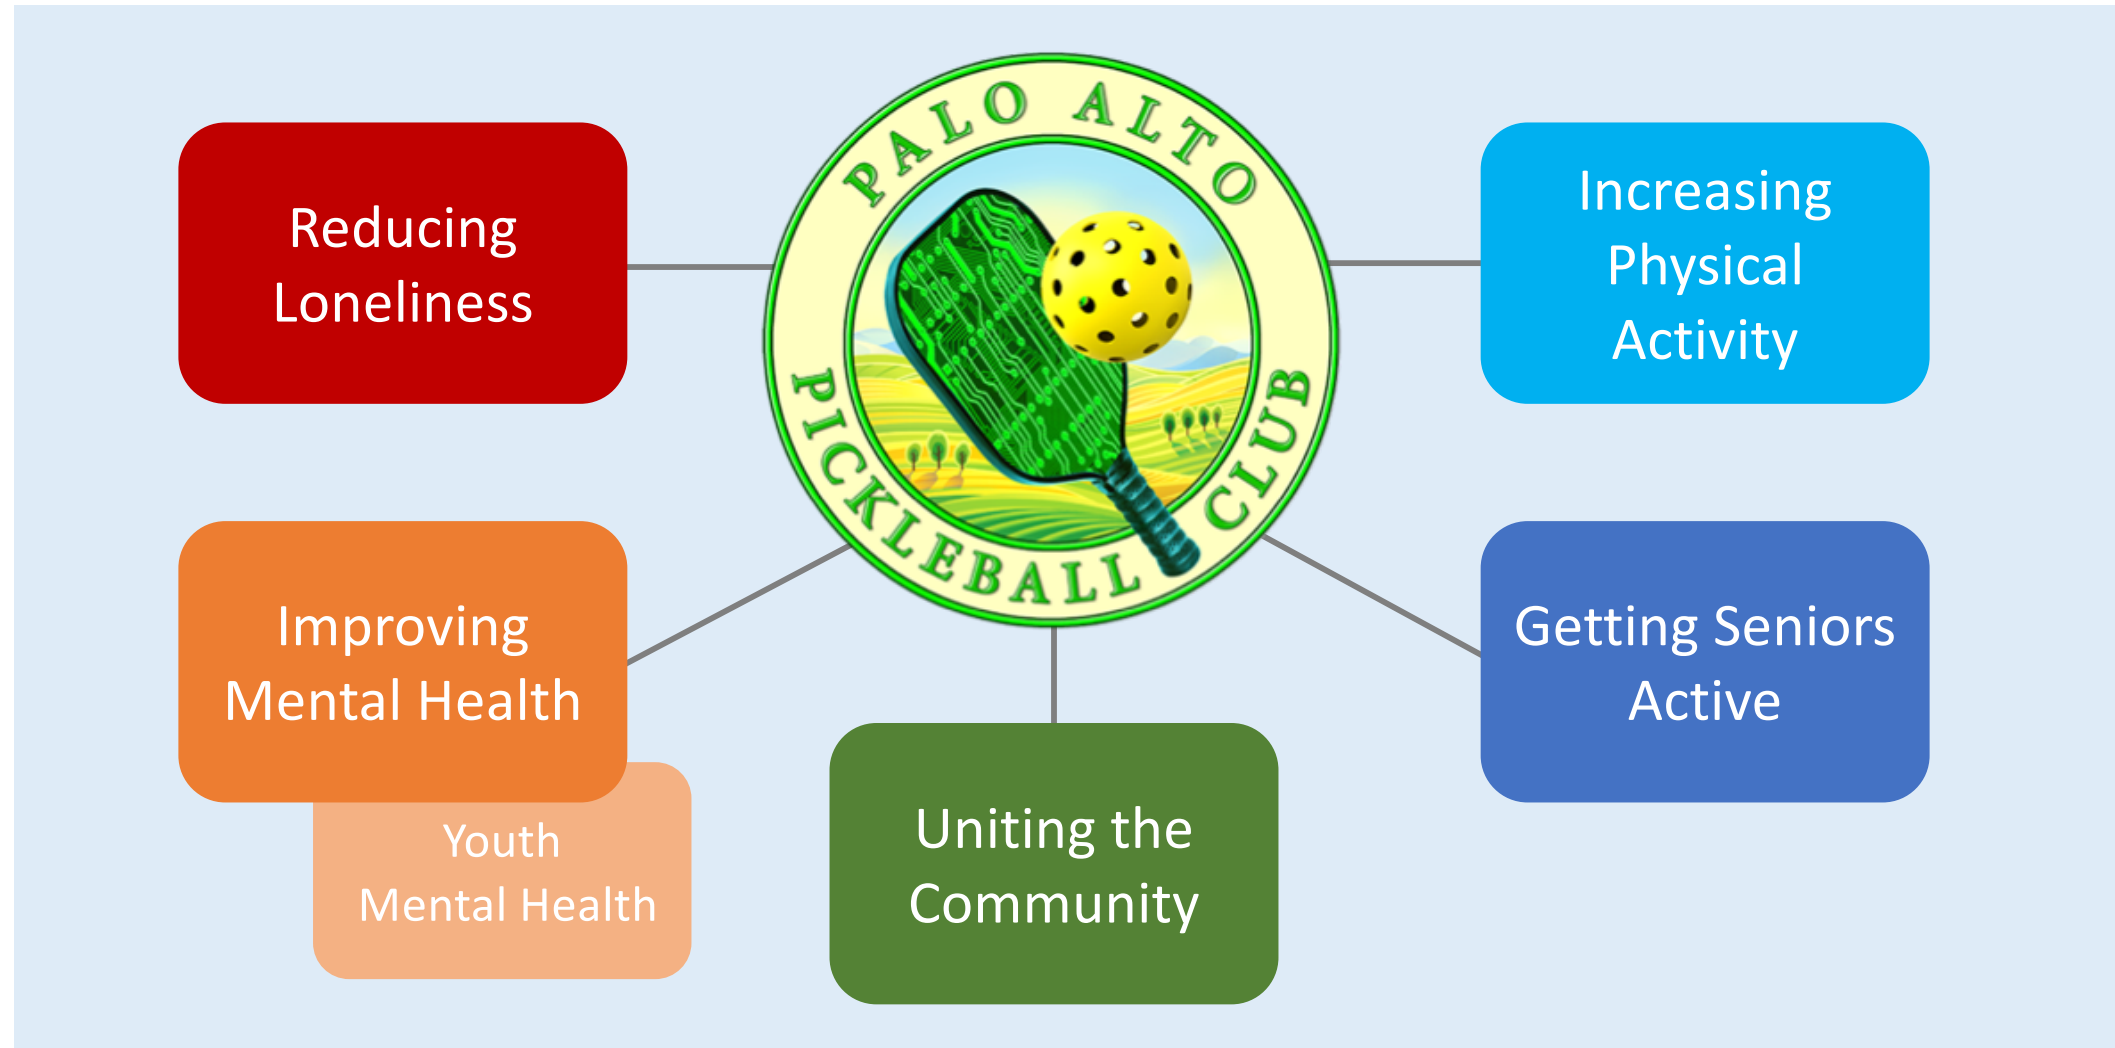 PALO ALTO
PICKLEBALL CLUB
Reducing
Loneliness
Increasing
Physical
Activity
Improving
Mental Health
Getting Seniors
Active
Youth
Mental Health
Uniting the
Community